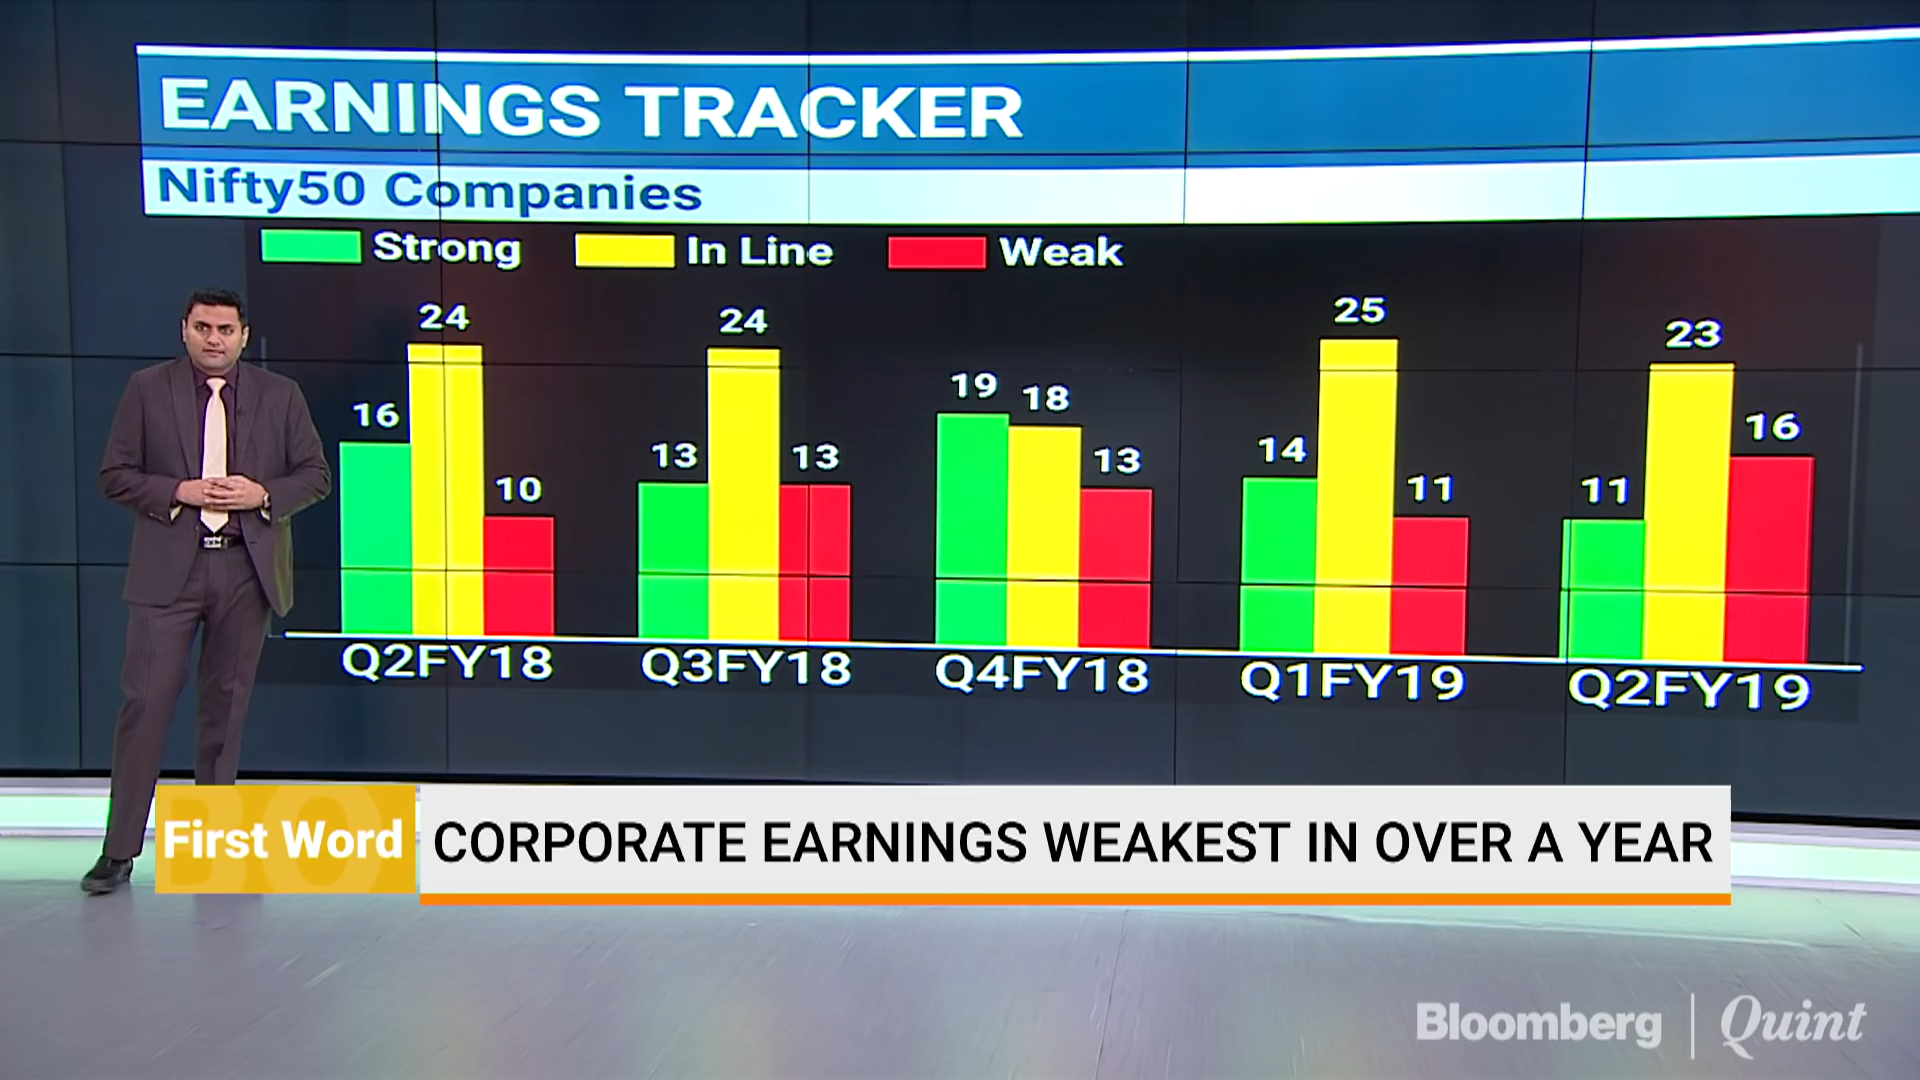 EARNINGS TRACKER
Nifty50 Companies
Strong In Line Weak
16 24 10 13 24 13 19 18 13 14 25 11 11 23 16
Q2FY18 Q3FY18 Q4FY18 Q1FY19 Q2FY19
First Word CORPORATE EARNINGS WEAKEST IN OVER A YEAR
Bloomberg | Quint